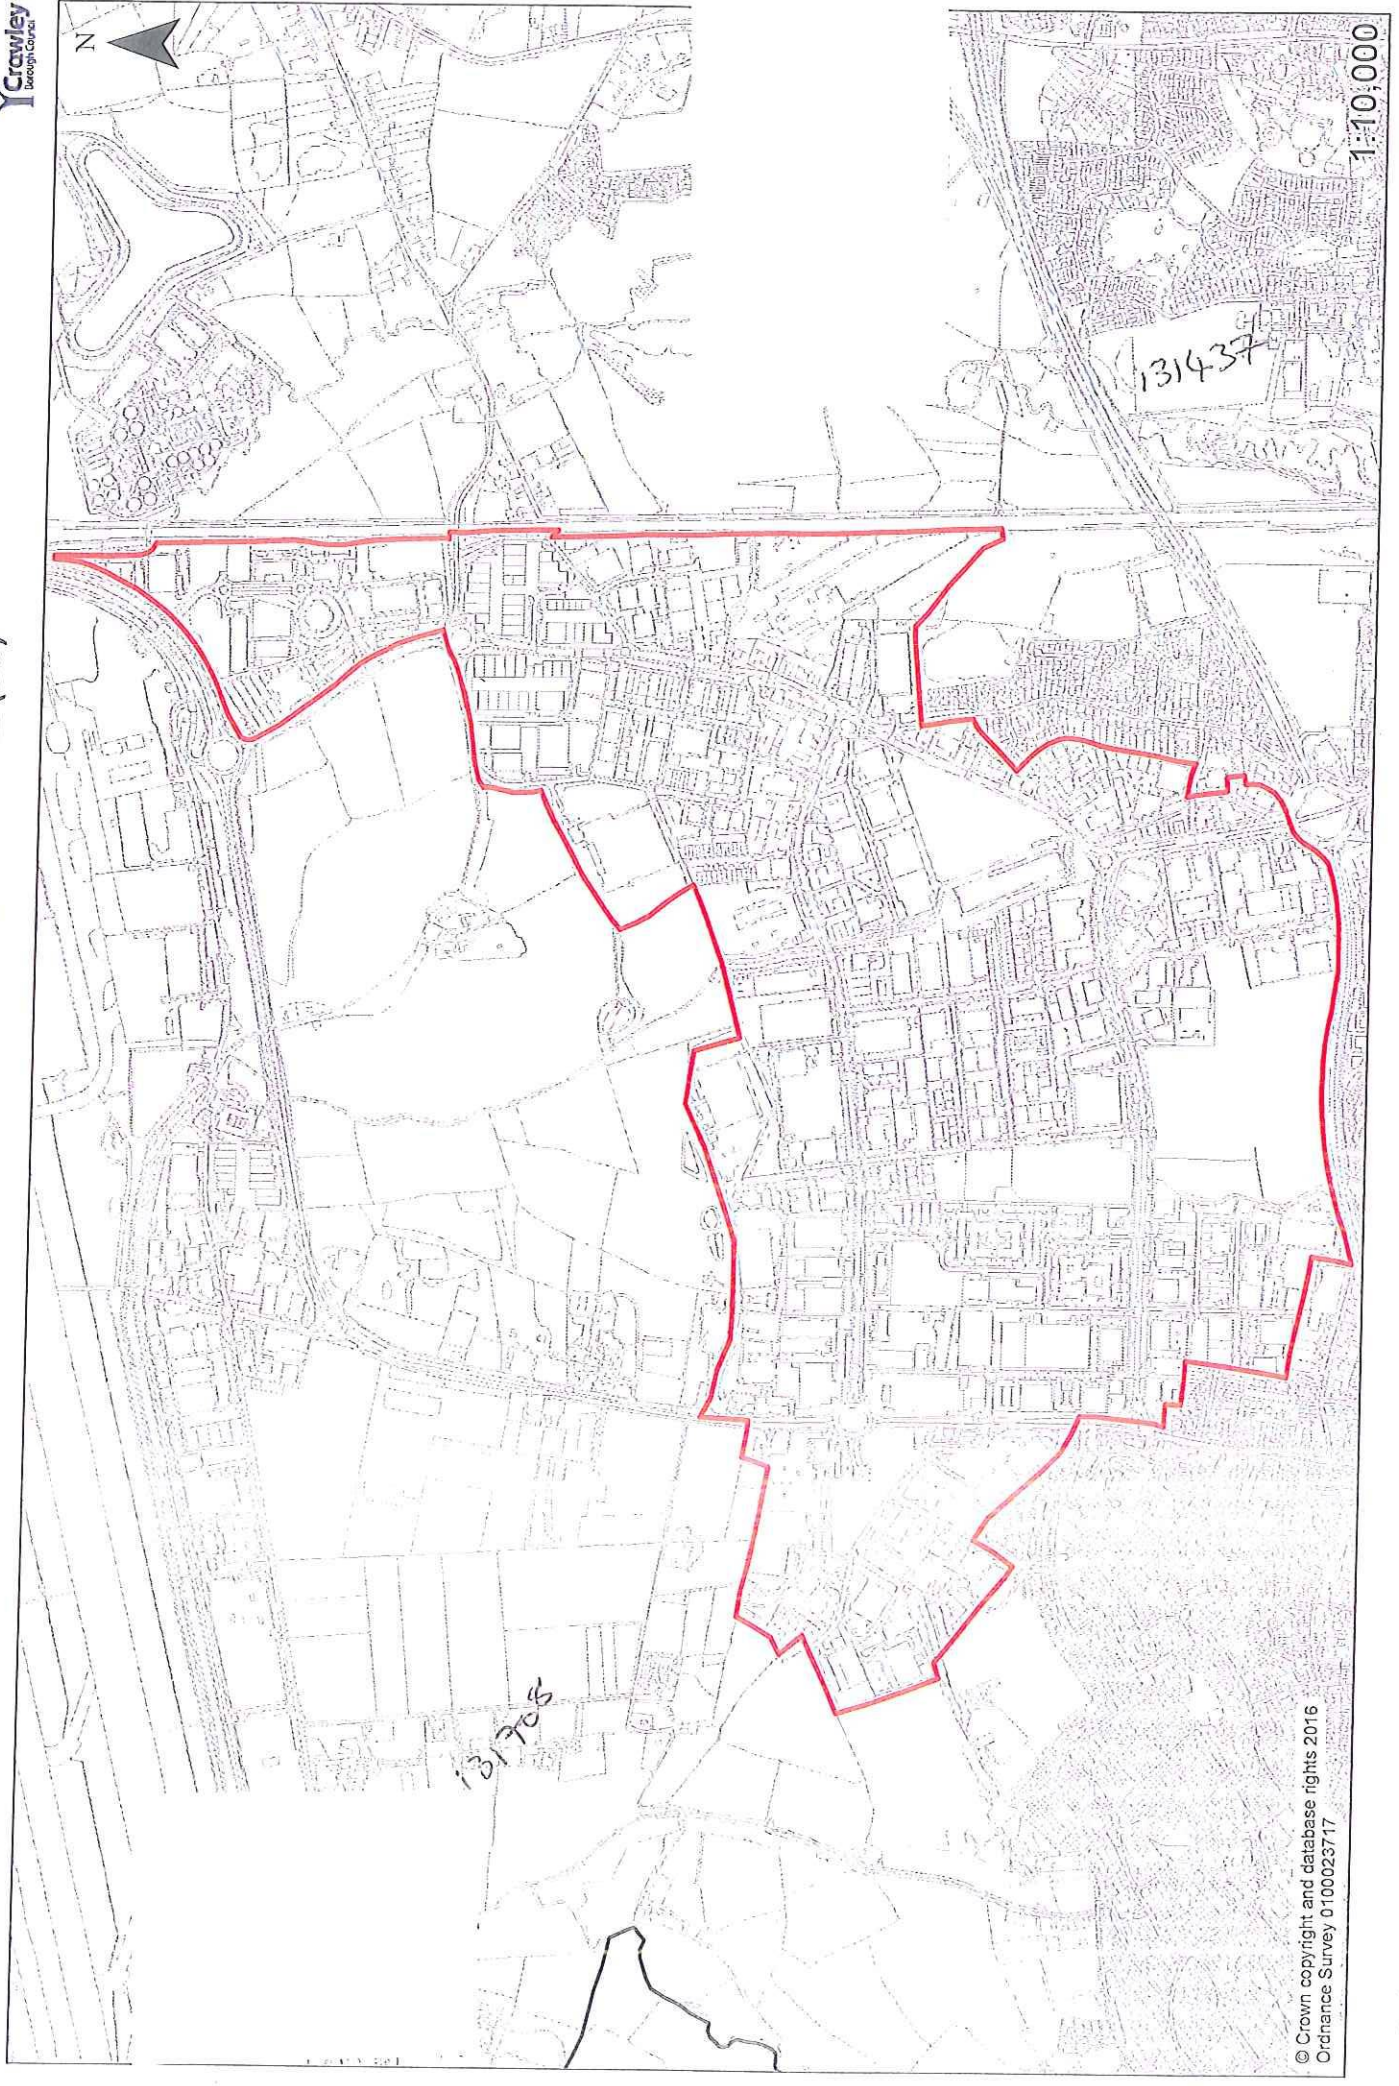 Crawley
Borough Council
N
131437
131708
1:10,000
© Crown copyright and database rights 2016
Ordnance Survey 0100023717